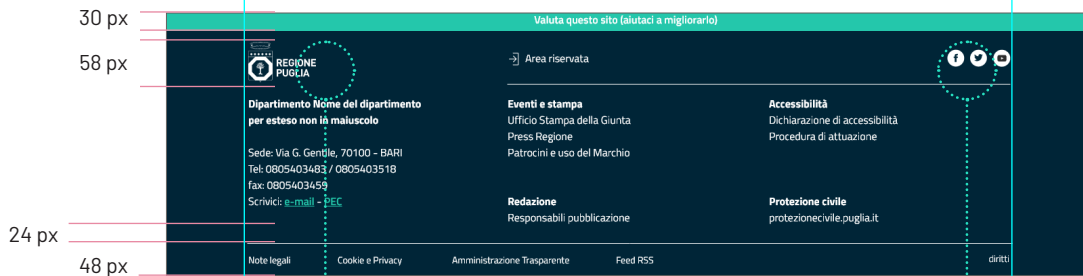 30 px
Valuta questo sito (aiutaci a migliorarlo)
58 px
REGIONE
PUGLIA
Area riservata
Dipartimento Nome del dipartimento
per esteso non in maiuscolo
Eventi e stampa
Ufficio Stampa della Giunta
Press Regione
Patrocini e uso del Marchio
Accessibilità
Dichiarazione di accessibilità
Procedura di attuazione
Sede: Via G. Gentile, 70100 - BARI
Tel: 0805403483 / 0805403518
fax: 0805403459
Scrivici: e-mail - PEC
Redazione
Responsabili pubblicazione
Protezione civile
protezionecivile.puglia.it
24 px
48 px
Note legali
Cookie e Privacy
Amministrazione Trasparente
Feed RSS
diritti